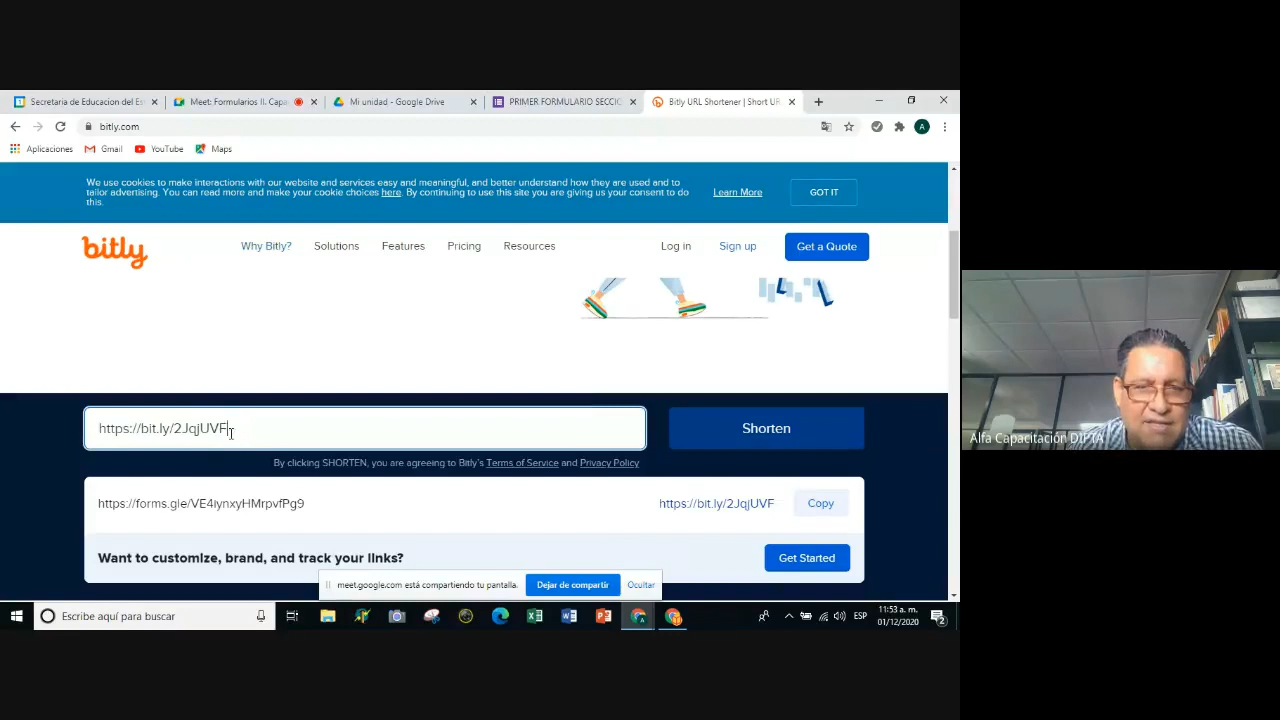 Secretaria de Educacion del Es
Meet: Formularios II. Capa
Mi unidad - Google Drive
PRIMER FORMULARIO SECCIO
Bitly URL Shortener | Short UR
bitly.com
Aplicaciones
Gmail
YouTube
Maps
We use cookies to make interactions with our website and services easy and meaningful, and better understand how they are used and to
tailor advertising. You can read more and make your cookie choices here. By continuing to use this site you are giving us your consent to do
this.
Learn More
GOT IT
bitly
Why Bitly?
Solutions
Features
Pricing
Resources
Log in
Sign up
Get a Quote
https://bit.ly/2JqjUVF
Shorten
By clicking SHORTEN, you are agreeing to Bitly's Terms of Service and Privacy Policy
https://forms.gle/VE4iynxyHMrpvfPg9
https://bit.ly/2JqjUVF
Copy
Want to customize, brand, and track your links?
Get Started
meet.google.com está compartiendo tu pantalla.
Dejar de compartir
Ocultar
Escribe aquí para buscar
ESP
11:53 a. m.
01/12/2020
2
Alfa Capacitación DIPTA